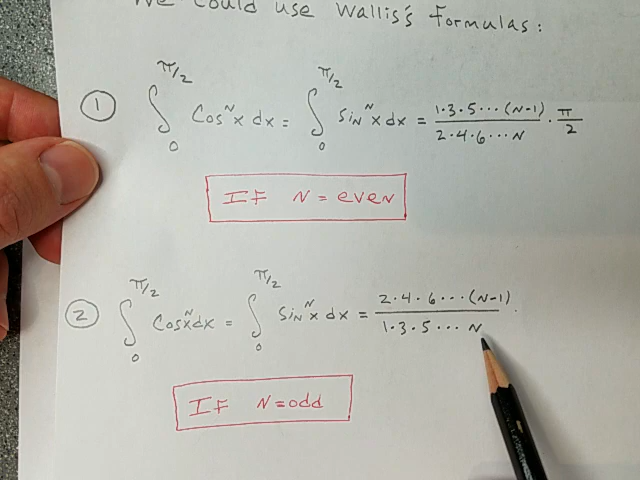 We could use Wallis's Formulas:
① ∫₀^π/2 Cosᴺx dx = ∫₀^π/2 Sinᴺx dx = 1·3·5···(N-1) / 2·4·6···N · π/2
IF N = even
② ∫₀^π/2 Cosᴺx dx = ∫₀^π/2 Sinᴺx dx = 2·4·6···(N-1) / 1·3·5···N
IF N = odd